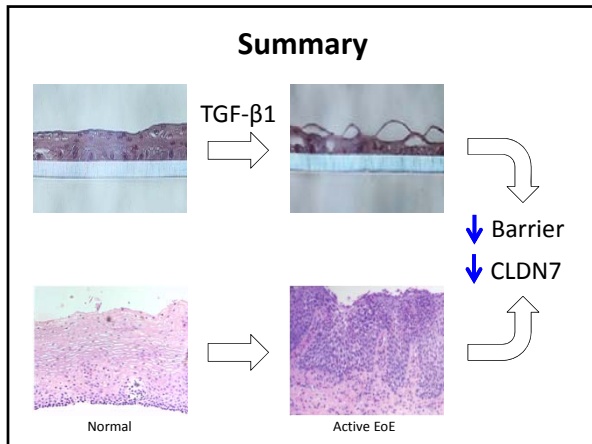 Summary
TGF-β1
Barrier
CLDN7
Normal
Active EoE